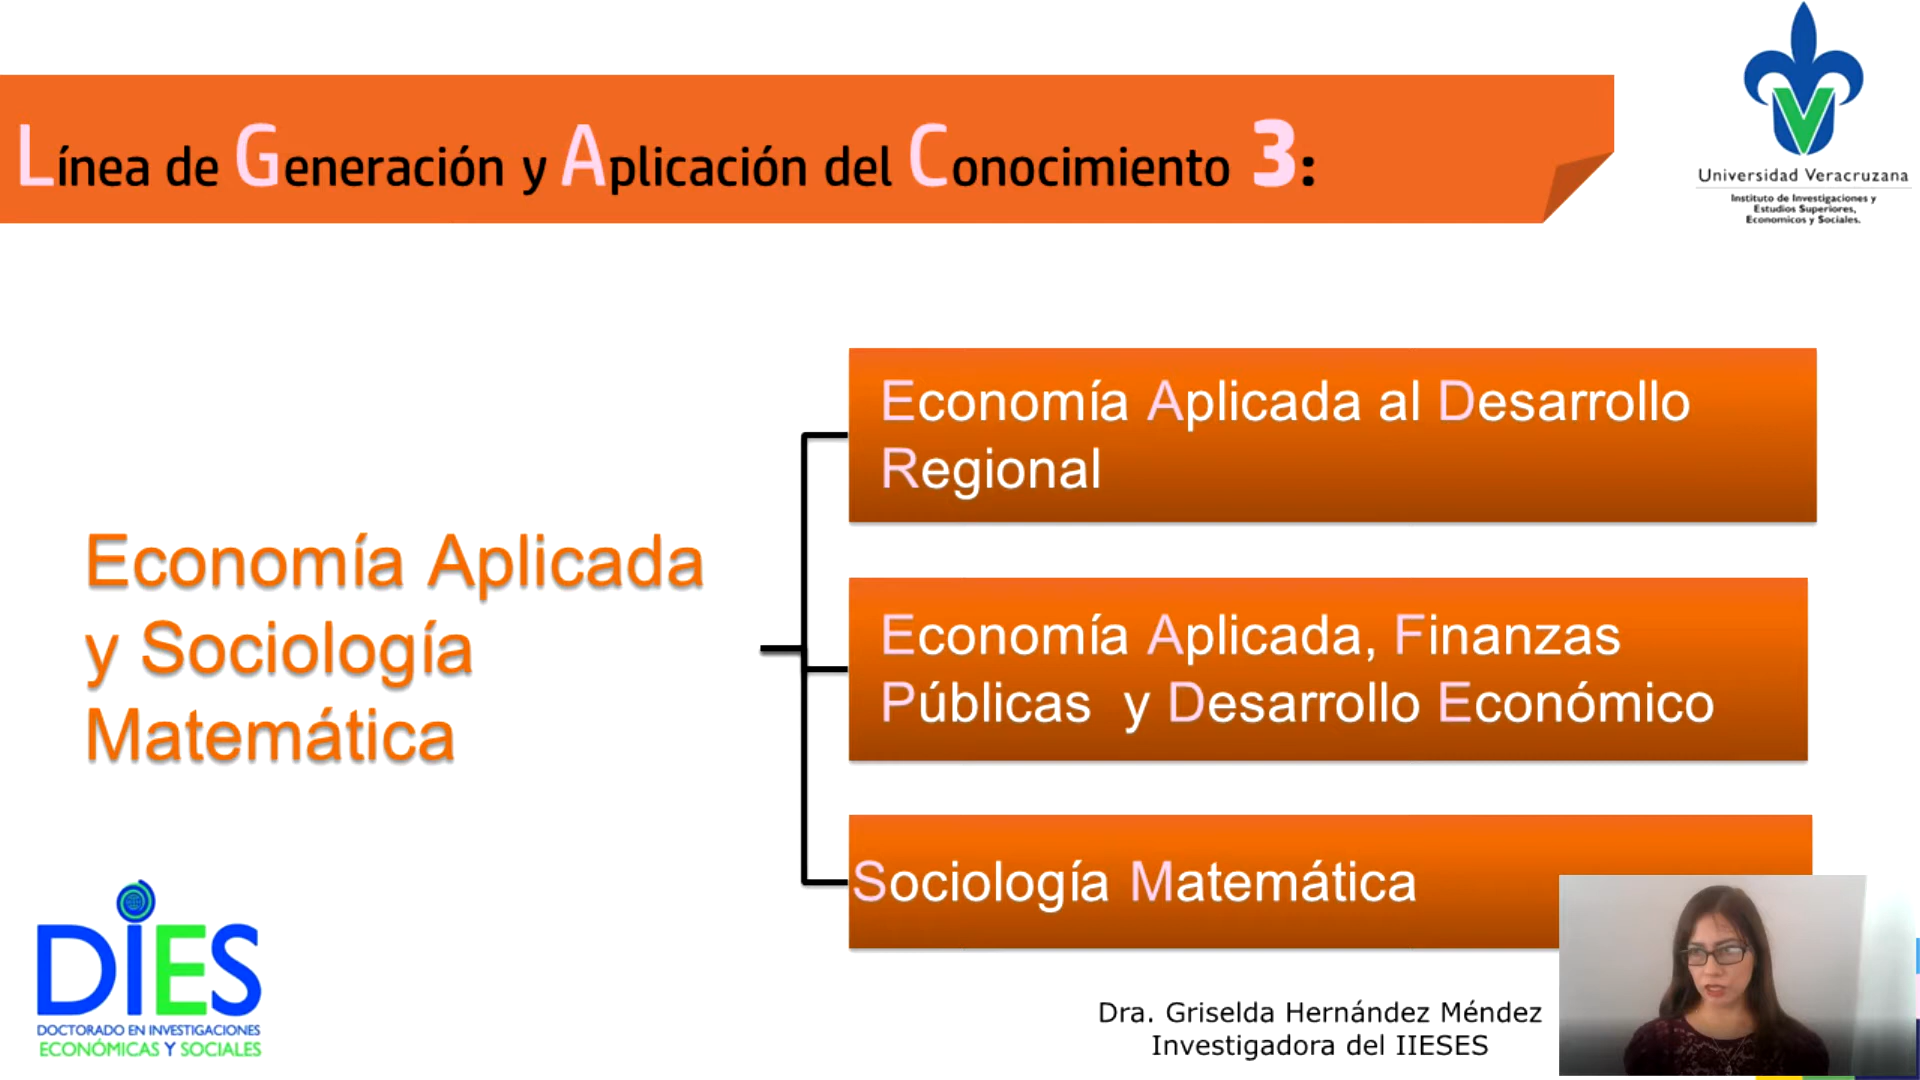 Línea de Generación y Aplicación del Conocimiento 3:
Universidad Veracruzana
Instituto de Investigaciones y
Estudios Superiores,
Economicos y Sociales.
Economía Aplicada
y Sociología
Matemática
Economía Aplicada al Desarrollo
Regional
Economía Aplicada, Finanzas
Públicas y Desarrollo Económico
Sociología Matemática
DIES
DOCTORADO EN INVESTIGACIONES
ECONÓMICAS Y SOCIALES
Dra. Griselda Hernández Méndez
Investigadora del IIESES